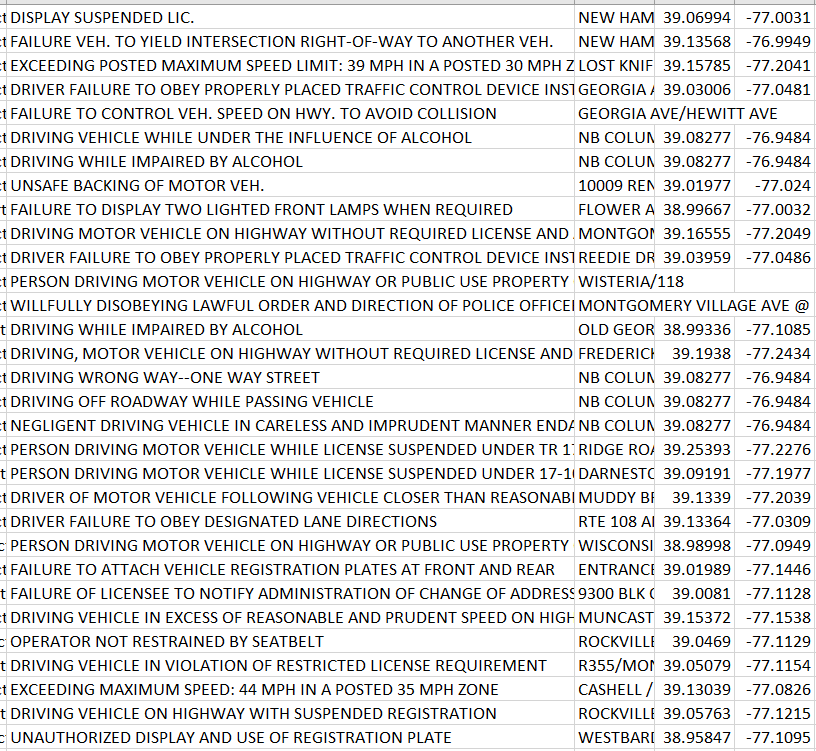 DISPLAY SUSPENDED LIC. NEW HAM 39.06994 -77.0031
FAILURE VEH. TO YIELD INTERSECTION RIGHT-OF-WAY TO ANOTHER VEH. NEW HAM 39.13568 -76.9949
EXCEEDING POSTED MAXIMUM SPEED LIMIT: 39 MPH IN A POSTED 30 MPH Z LOST KNIF 39.15785 -77.2041
DRIVER FAILURE TO OBEY PROPERLY PLACED TRAFFIC CONTROL DEVICE INST GEORGIA A 39.03006 -77.0481
FAILURE TO CONTROL VEH. SPEED ON HWY. TO AVOID COLLISION GEORGIA AVE/HEWITT AVE
DRIVING VEHICLE WHILE UNDER THE INFLUENCE OF ALCOHOL NB COLUM 39.08277 -76.9484
DRIVING WHILE IMPAIRED BY ALCOHOL NB COLUM 39.08277 -76.9484
UNSAFE BACKING OF MOTOR VEH. 10009 REN 39.01977 -77.024
FAILURE TO DISPLAY TWO LIGHTED FRONT LAMPS WHEN REQUIRED FLOWER A 38.99667 -77.0032
DRIVING MOTOR VEHICLE ON HIGHWAY WITHOUT REQUIRED LICENSE AND MONTGOM 39.16555 -77.2049
DRIVER FAILURE TO OBEY PROPERLY PLACED TRAFFIC CONTROL DEVICE INST REEDIE DR 39.03959 -77.0486
PERSON DRIVING MOTOR VEHICLE ON HIGHWAY OR PUBLIC USE PROPERTY WISTERIA/118
WILLFULLY DISOBEYING LAWFUL ORDER AND DIRECTION OF POLICE OFFICE MONTGOMERY VILLAGE AVE @
DRIVING WHILE IMPAIRED BY ALCOHOL OLD GEOR 38.99336 -77.1085
DRIVING, MOTOR VEHICLE ON HIGHWAY WITHOUT REQUIRED LICENSE AND FREDERICK 39.1938 -77.2434
DRIVING WRONG WAY--ONE WAY STREET NB COLUM 39.08277 -76.9484
DRIVING OFF ROADWAY WHILE PASSING VEHICLE NB COLUM 39.08277 -76.9484
NEGLIGENT DRIVING VEHICLE IN CARELESS AND IMPRUDENT MANNER ENDA NB COLUM 39.08277 -76.9484
PERSON DRIVING MOTOR VEHICLE WHILE LICENSE SUSPENDED UNDER TR 17 RIDGE ROA 39.25393 -77.2276
PERSON DRIVING MOTOR VEHICLE WHILE LICENSE SUSPENDED UNDER 17-10 DARNESTO 39.09191 -77.1977
DRIVER OF MOTOR VEHICLE FOLLOWING VEHICLE CLOSER THAN REASONAB MUDDY BR 39.1339 -77.2039
DRIVER FAILURE TO OBEY DESIGNATED LANE DIRECTIONS RTE 108 A 39.13364 -77.0309
PERSON DRIVING MOTOR VEHICLE ON HIGHWAY OR PUBLIC USE PROPERTY WISCONSI 38.98998 -77.0949
FAILURE TO ATTACH VEHICLE REGISTRATION PLATES AT FRONT AND REAR ENTRANCE 39.01989 -77.1446
FAILURE OF LICENSEE TO NOTIFY ADMINISTRATION OF CHANGE OF ADDRESS 9300 BLK 39.0081 -77.1128
DRIVING VEHICLE IN EXCESS OF REASONABLE AND PRUDENT SPEED ON HIGH MUNCAST 39.15372 -77.1538
OPERATOR NOT RESTRAINED BY SEATBELT ROCKVILLE 39.0469 -77.1129
DRIVING VEHICLE IN VIOLATION OF RESTRICTED LICENSE REQUIREMENT R355/MON 39.05079 -77.1154
EXCEEDING MAXIMUM SPEED: 44 MPH IN A POSTED 35 MPH ZONE CASHELL / 39.13039 -77.0826
DRIVING VEHICLE ON HIGHWAY WITH SUSPENDED REGISTRATION ROCKVILLE 39.05763 -77.1215
UNAUTHORIZED DISPLAY AND USE OF REGISTRATION PLATE WESTBARD 38.95847 -77.1095